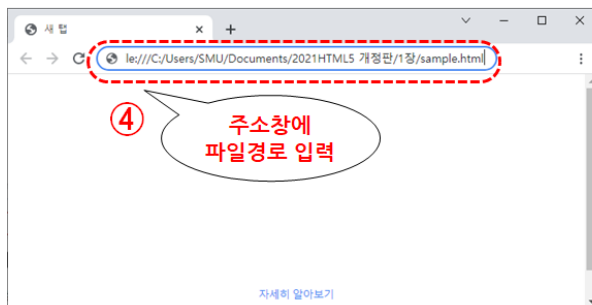 새 탭
le:///C:/Users/SMU/Documents/2021HTML5 개정판/1장/sample.html
④
주소창에
파일경로 입력
자세히 알아보기